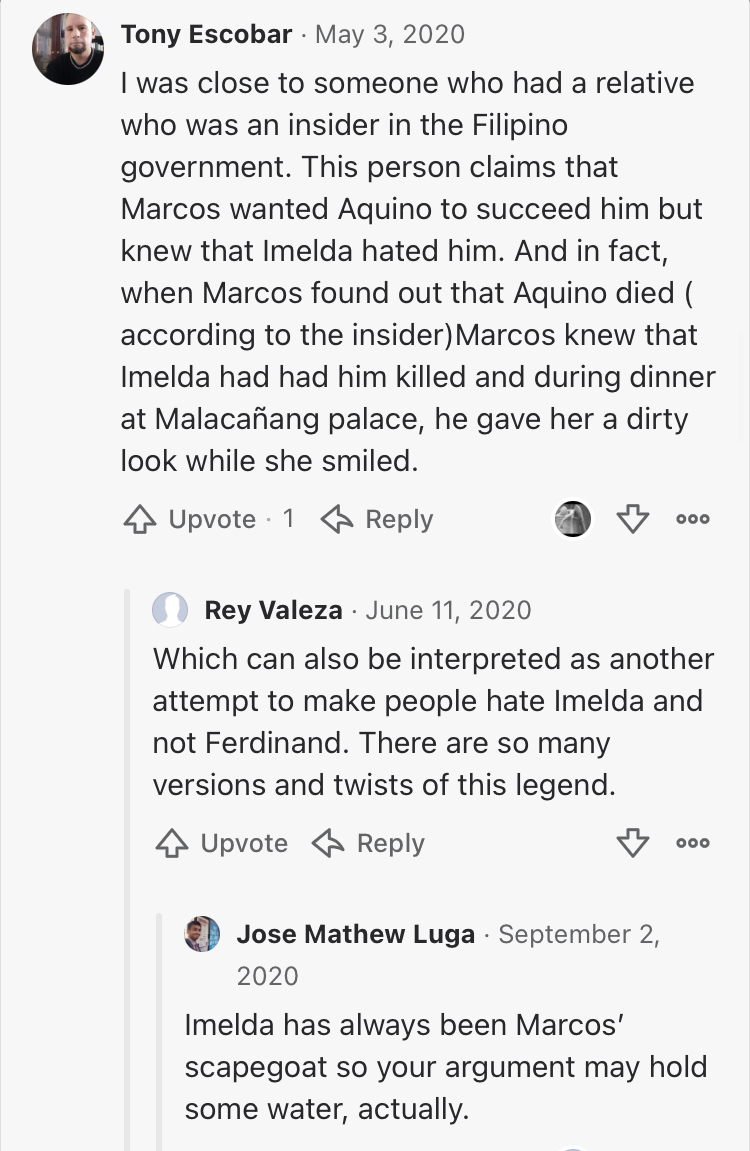 Tony Escobar · May 3, 2020
I was close to someone who had a relative
who was an insider in the Filipino
government. This person claims that
Marcos wanted Aquino to succeed him but
knew that Imelda hated him. And in fact,
when Marcos found out that Aquino died (
according to the insider)Marcos knew that
Imelda had had him killed and during dinner
at Malacañang palace, he gave her a dirty
look while she smiled.
Upvote · 1 Reply
Rey Valeza · June 11, 2020
Which can also be interpreted as another
attempt to make people hate Imelda and
not Ferdinand. There are so many
versions and twists of this legend.
Upvote Reply
Jose Mathew Luga · September 2,
2020
Imelda has always been Marcos’
scapegoat so your argument may hold
some water, actually.